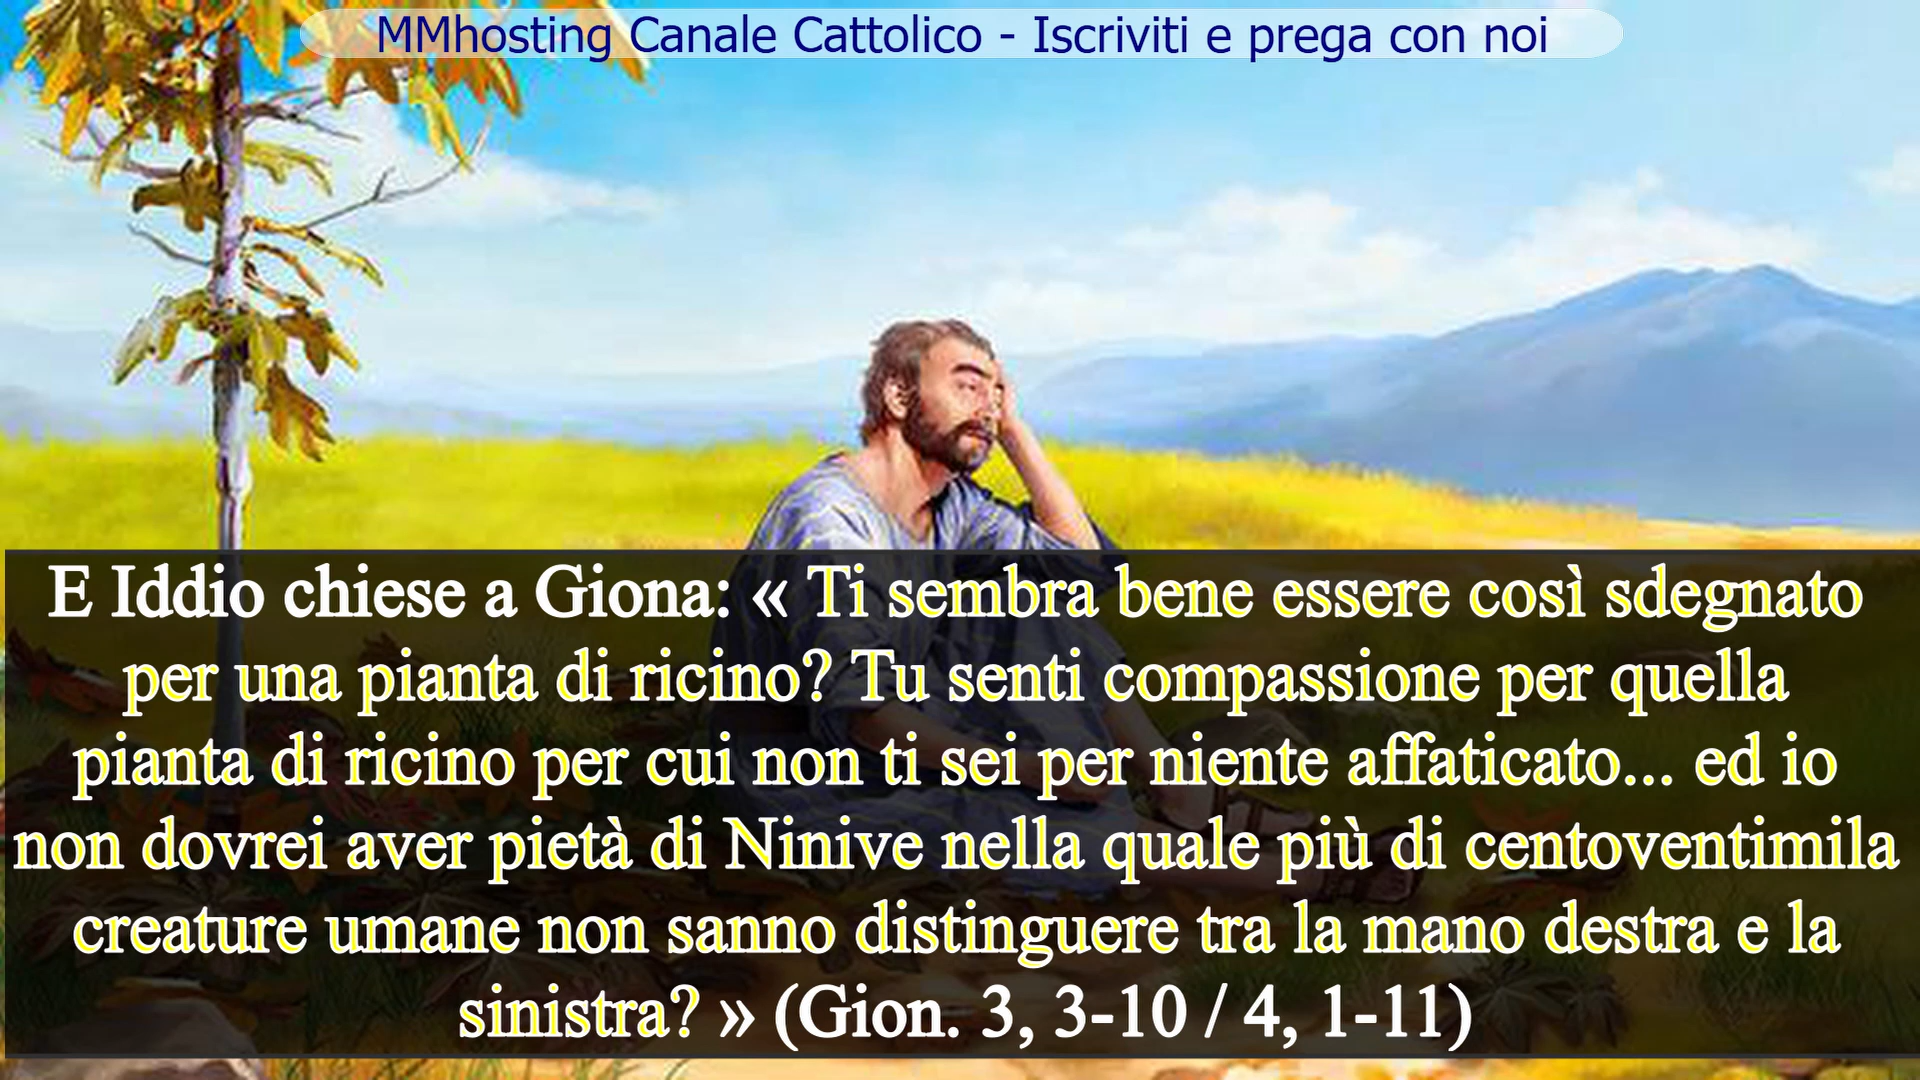 MMhosting Canale Cattolico - Iscriviti e prega con noi
E Iddio chiese a Giona: « Ti sembra bene essere così sdegnato
per una pianta di ricino? Tu senti compassione per quella
pianta di ricino per cui non ti sei per niente affaticato... ed io
non dovrei aver pietà di Ninive nella quale più di centoventimila
creature umane non sanno distinguere tra la mano destra e la
sinistra? » (Gion. 3, 3-10 / 4, 1-11)